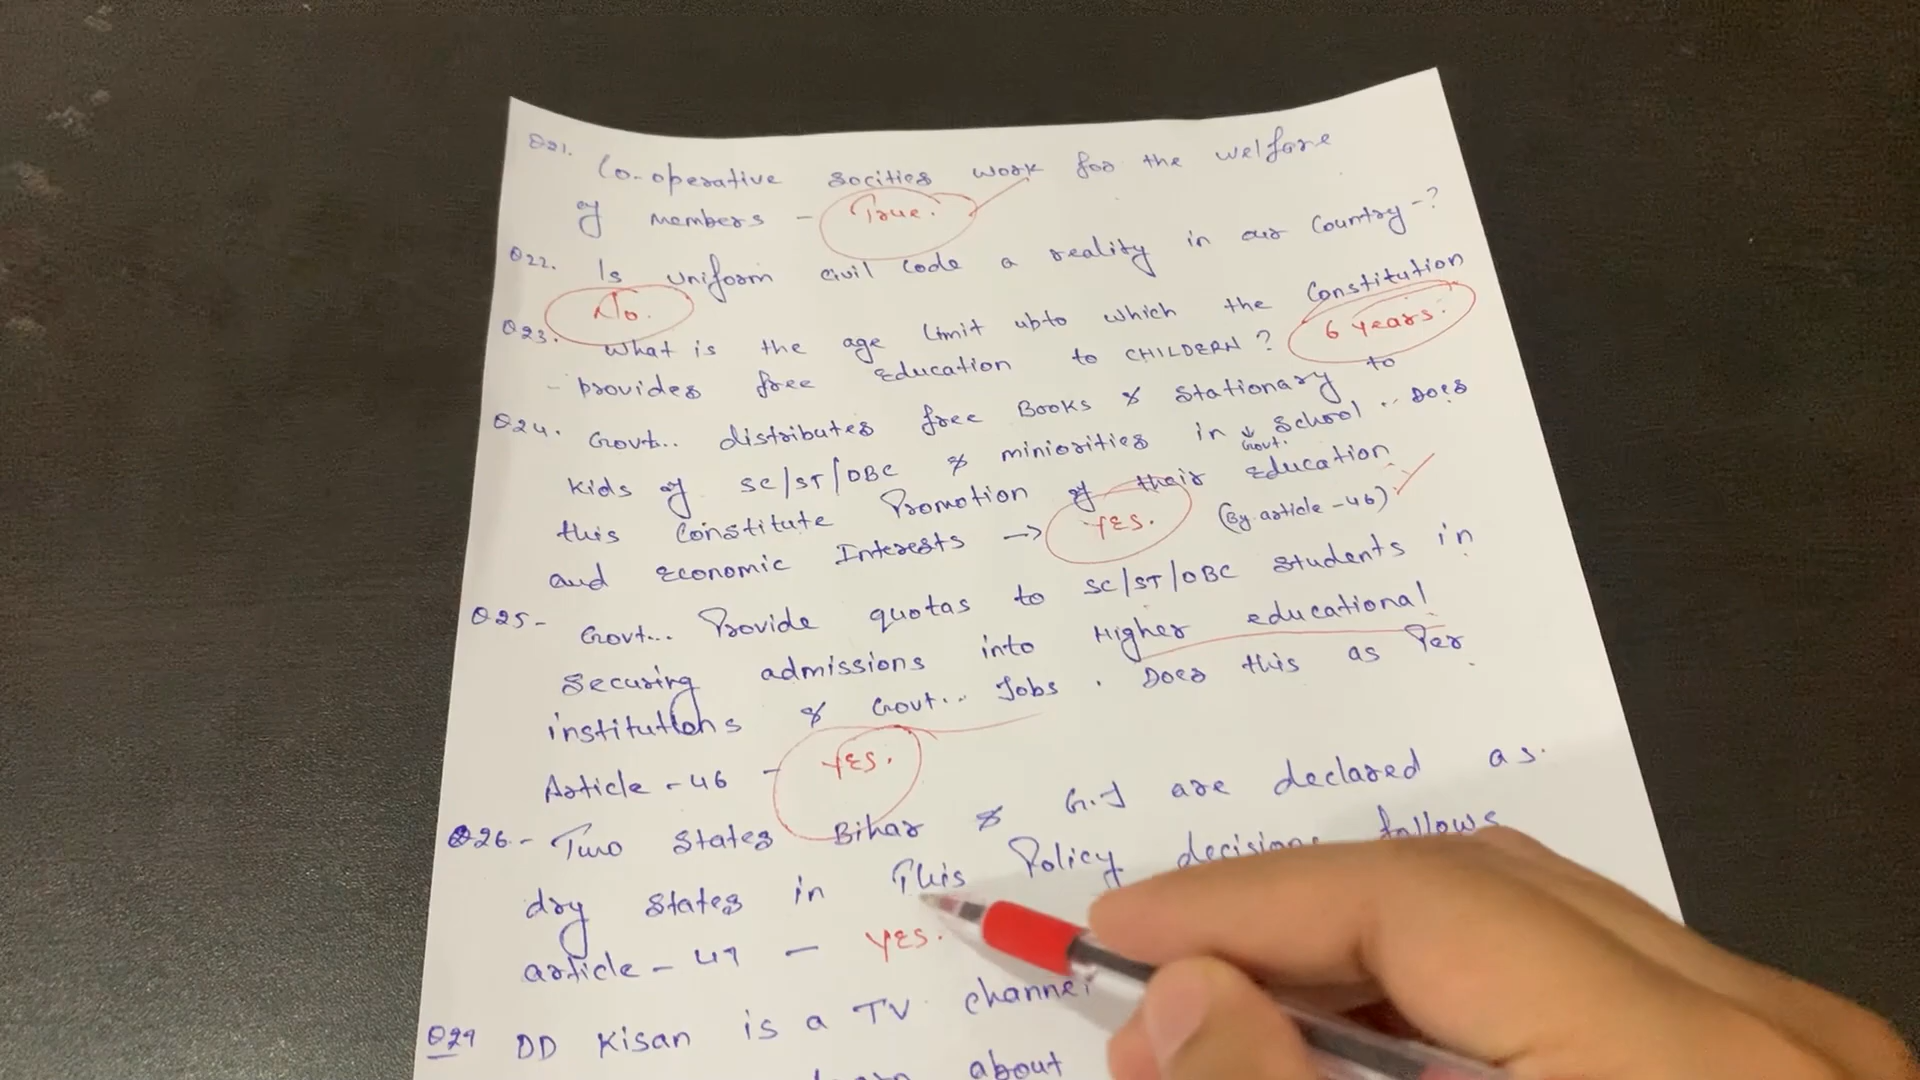 Q21. Co-operative socities work for the welfare
of members - True.
Q22. Is uniform civil code a reality in our Country-?
No.
Q23. What is the age limit upto which the Constitution
- provides free Education to CHILDERN? 6 years.
Q24. Govt.. distributes free Books & Stationary to
kids of SC/ST/OBC & miniorities in Govt. School.. Does
this Constitute Promotion of their Education
and Economic Interests → YES. (By article -46)
Q25- Govt... Provide quotas to SC/ST/OBC students in
securing admissions into Higher educational
institutions & Govt... Jobs. Does this as Per
Article - 46 - YES.
Q26.- Two states Bihar & G.J are declared as.
dry states in This Policy decisions follows
article - 47 - YES.
Q27 DD Kisan is a TV channel
about